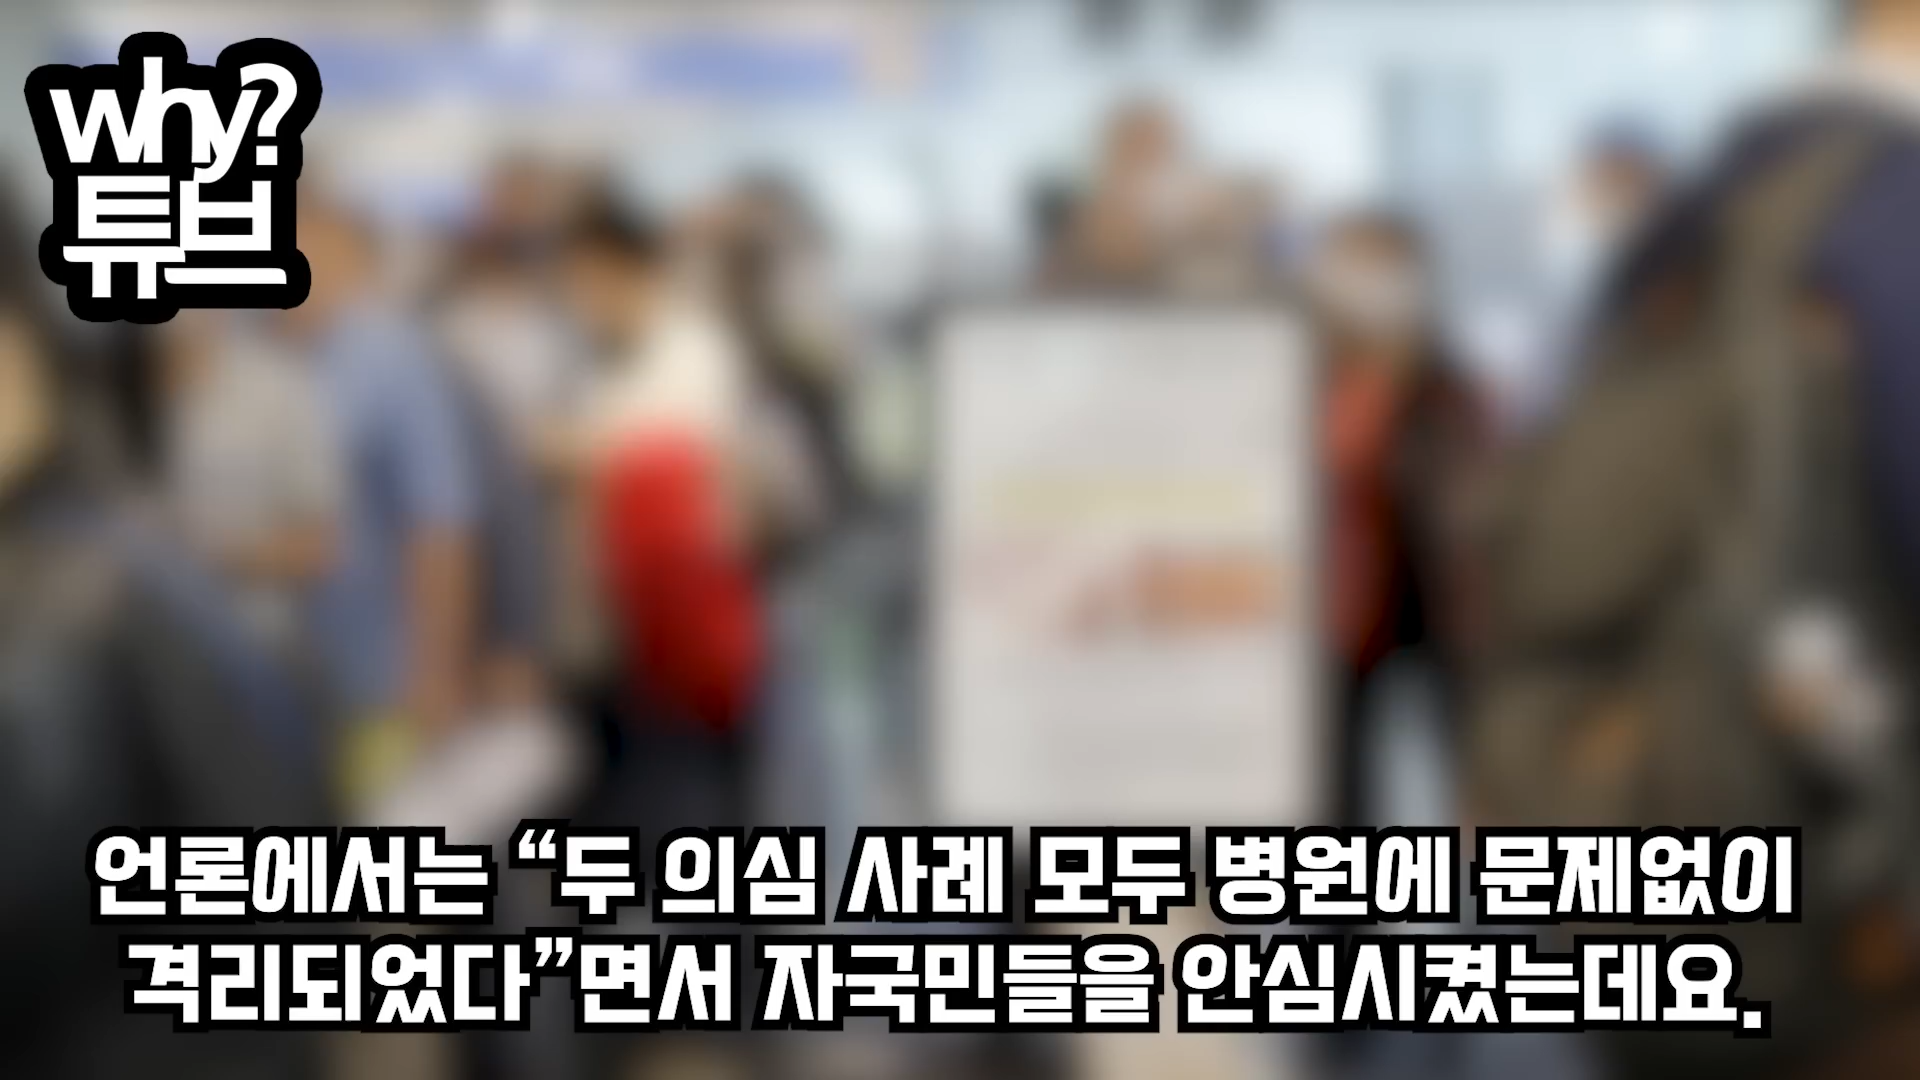 why?
튜브
언론에서는 “두 의심 사례 모두 병원에 문제없이
격리되었다”면서 자국민들을 안심시켰는데요.